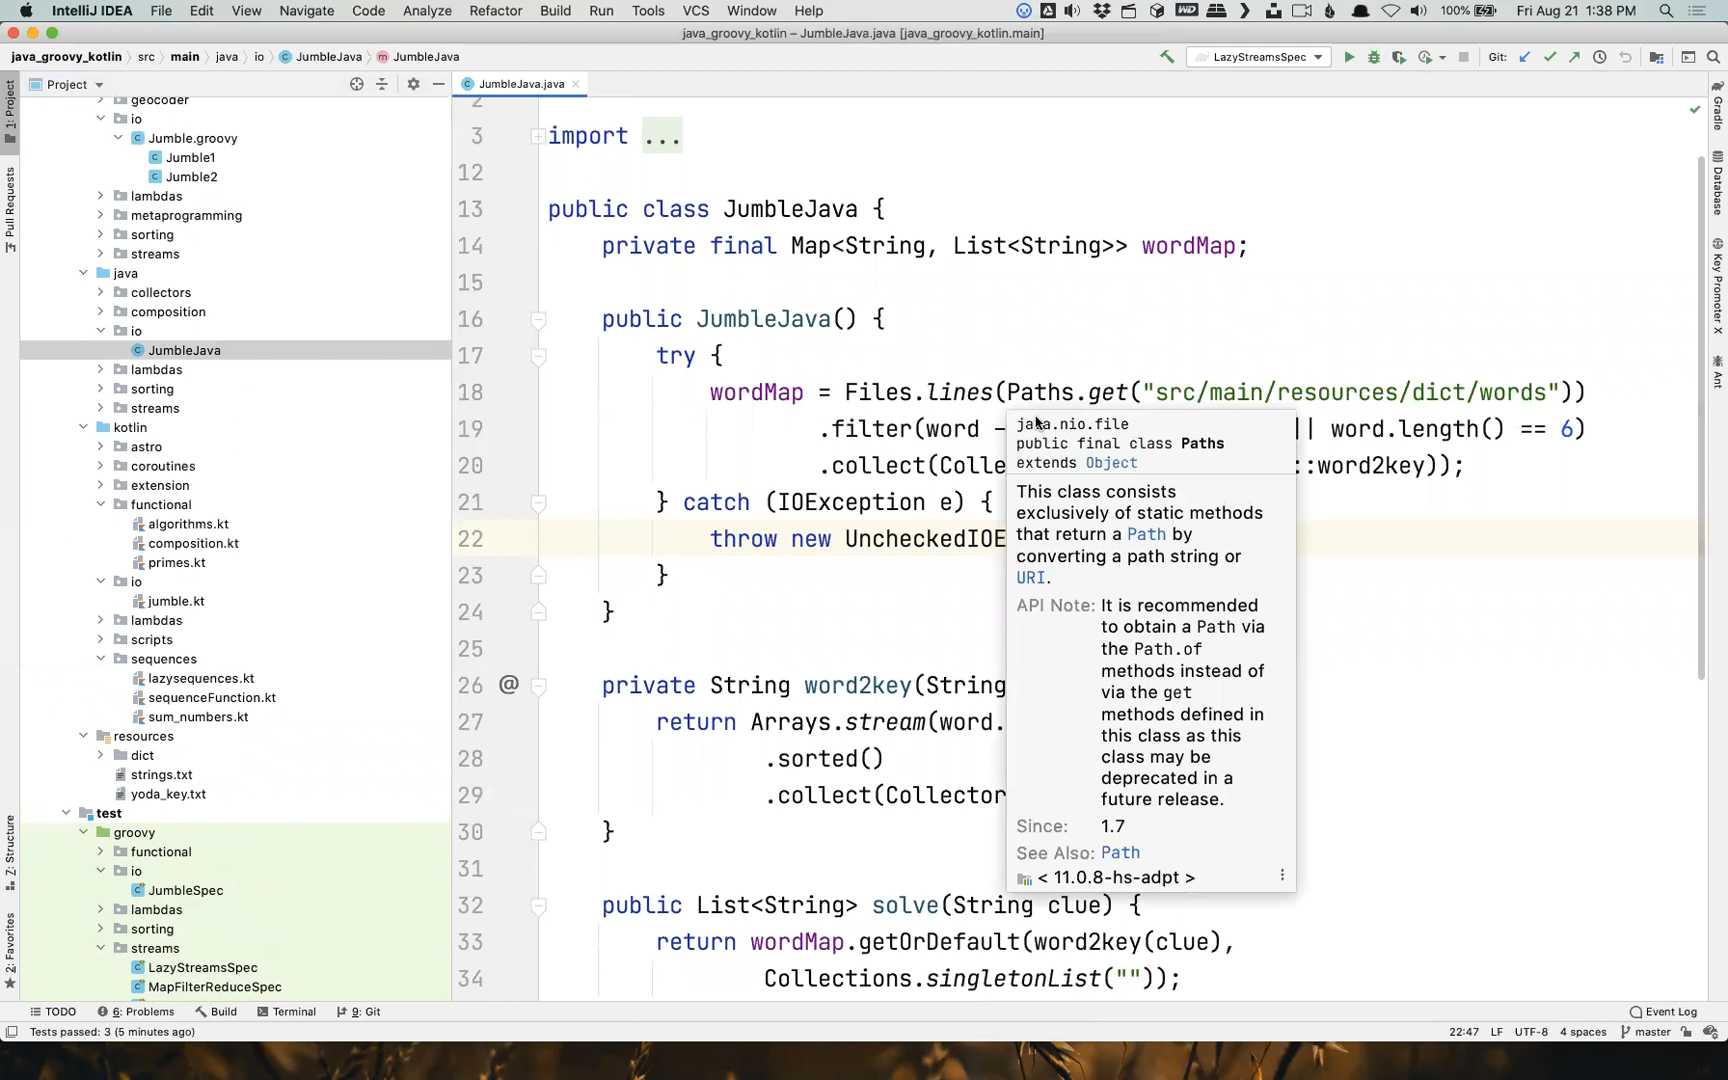 IntelliJ IDEA File Edit View Navigate Code Analyze Refactor Build Run Tools VCS Window Help 100% Fri Aug 21 1:38 PM
java_groovy_kotlin – JumbleJava.java [java_groovy_kotlin.main]
java_groovy_kotlin › src › main › java › io › JumbleJava › JumbleJava LazyStreamsSpec Git:
Project JumbleJava.java
1: Project
Pull Requests
Z: Structure
2: Favorites
Gradle
Database
Key Promoter X
Ant
geocoder
io
Jumble.groovy
Jumble1
Jumble2
lambdas
metaprogramming
sorting
streams
java
collectors
composition
io
JumbleJava
lambdas
sorting
streams
kotlin
astro
coroutines
extension
functional
algorithms.kt
composition.kt
primes.kt
io
jumble.kt
lambdas
scripts
sequences
lazysequences.kt
sequenceFunction.kt
sum_numbers.kt
resources
dict
strings.txt
yoda_key.txt
test
groovy
functional
io
JumbleSpec
lambdas
sorting
streams
LazyStreamsSpec
MapFilterReduceSpec
2
3 import ...
12
13 public class JumbleJava {
14 private final Map<String, List<String>> wordMap;
15
16 public JumbleJava() {
17 try {
18 wordMap = Files.lines(Paths.get("src/main/resources/dict/words"))
19 .filter(word - || word.length() == 6)
20 .collect(Colle ::word2key));
21 } catch (IOException e) {
22 throw new UncheckedIOE
23 }
24 }
25
26 @ private String word2key(String
27 return Arrays.stream(word.
28 .sorted()
29 .collect(Collector
30 }
31
32 public List<String> solve(String clue) {
33 return wordMap.getOrDefault(word2key(clue),
34 Collections.singletonList(""));
java.nio.file
public final class Paths
extends Object
This class consists
exclusively of static methods
that return a Path by
converting a path string or
URI.
API Note: It is recommended
to obtain a Path via
the Path.of
methods instead of
via the get
methods defined in
this class as this
class may be
deprecated in a
future release.
Since: 1.7
See Also: Path
< 11.0.8-hs-adpt >
TODO 6: Problems Build Terminal 9: Git Event Log
Tests passed: 3 (5 minutes ago) 22:47 LF UTF-8 4 spaces master